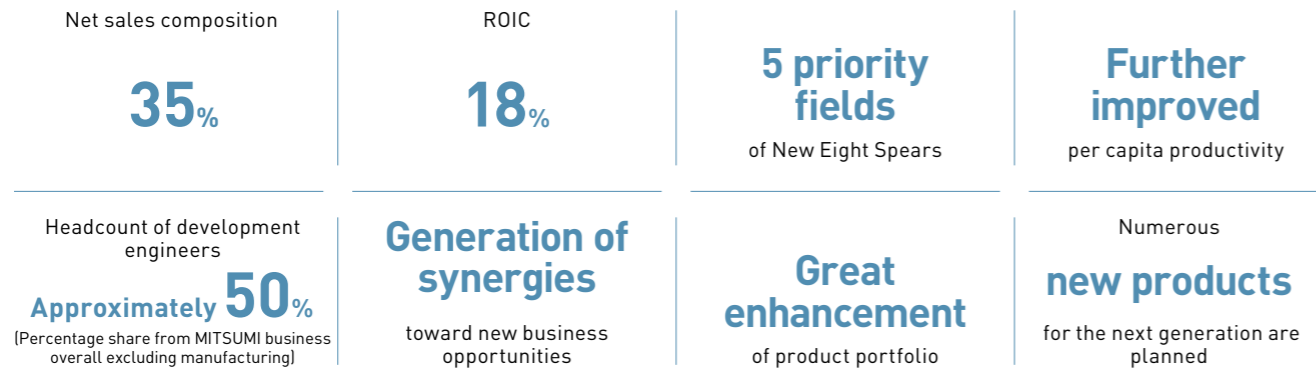 Net sales composition
35%
ROIC
18%
5 priority
fields
of New Eight Spears
Further
improved
per capita productivity
Headcount of development
engineers
Approximately 50%
(Percentage share from MITSUMI business
overall excluding manufacturing)
Generation of
synergies
toward new business
opportunities
Great
enhancement
of product portfolio
Numerous
new products
for the next generation are
planned